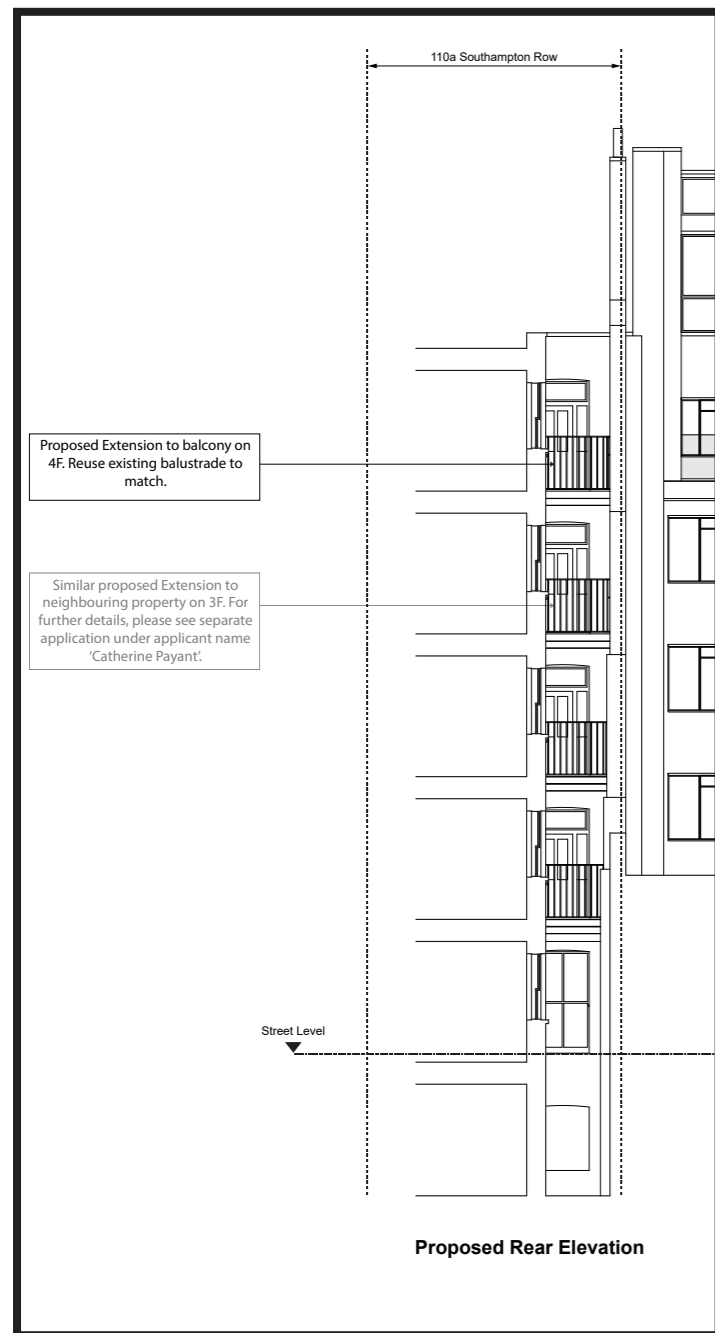 110a Southampton Row
Proposed Extension to balcony on
4F. Reuse existing balustrade to
match.
Similar proposed Extension to
neighbouring property on 3F. For
further details, please see separate
application under applicant name
‘Catherine Payant’.
Street Level
Proposed Rear Elevation